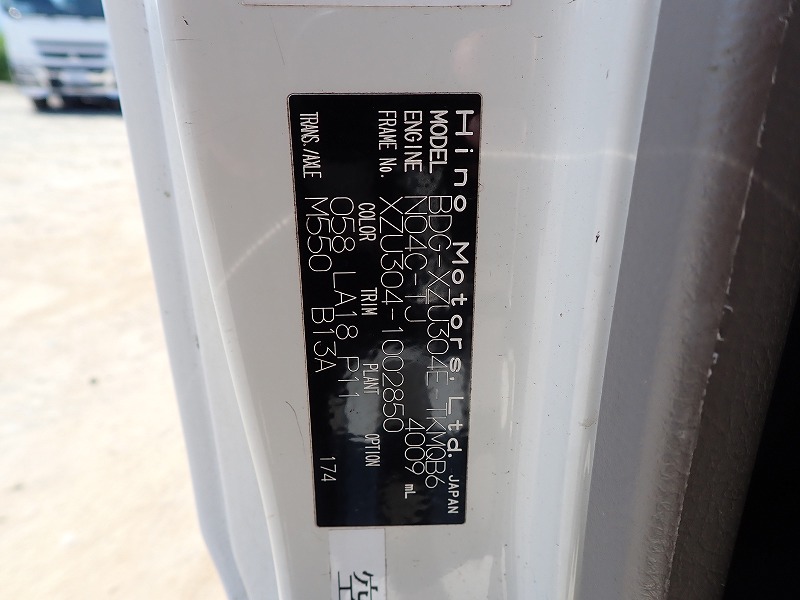 Hino Motors, Ltd. JAPAN
MODEL BDG-XZU304E-TKMQB6
ENGINE N04C-TJ 4009 mL
FRAME No. XZU304-1002850
COLOR TRIM PLANT OPTION
058 LA18 P11
TRANS./AXLE M550 B13A 174
空